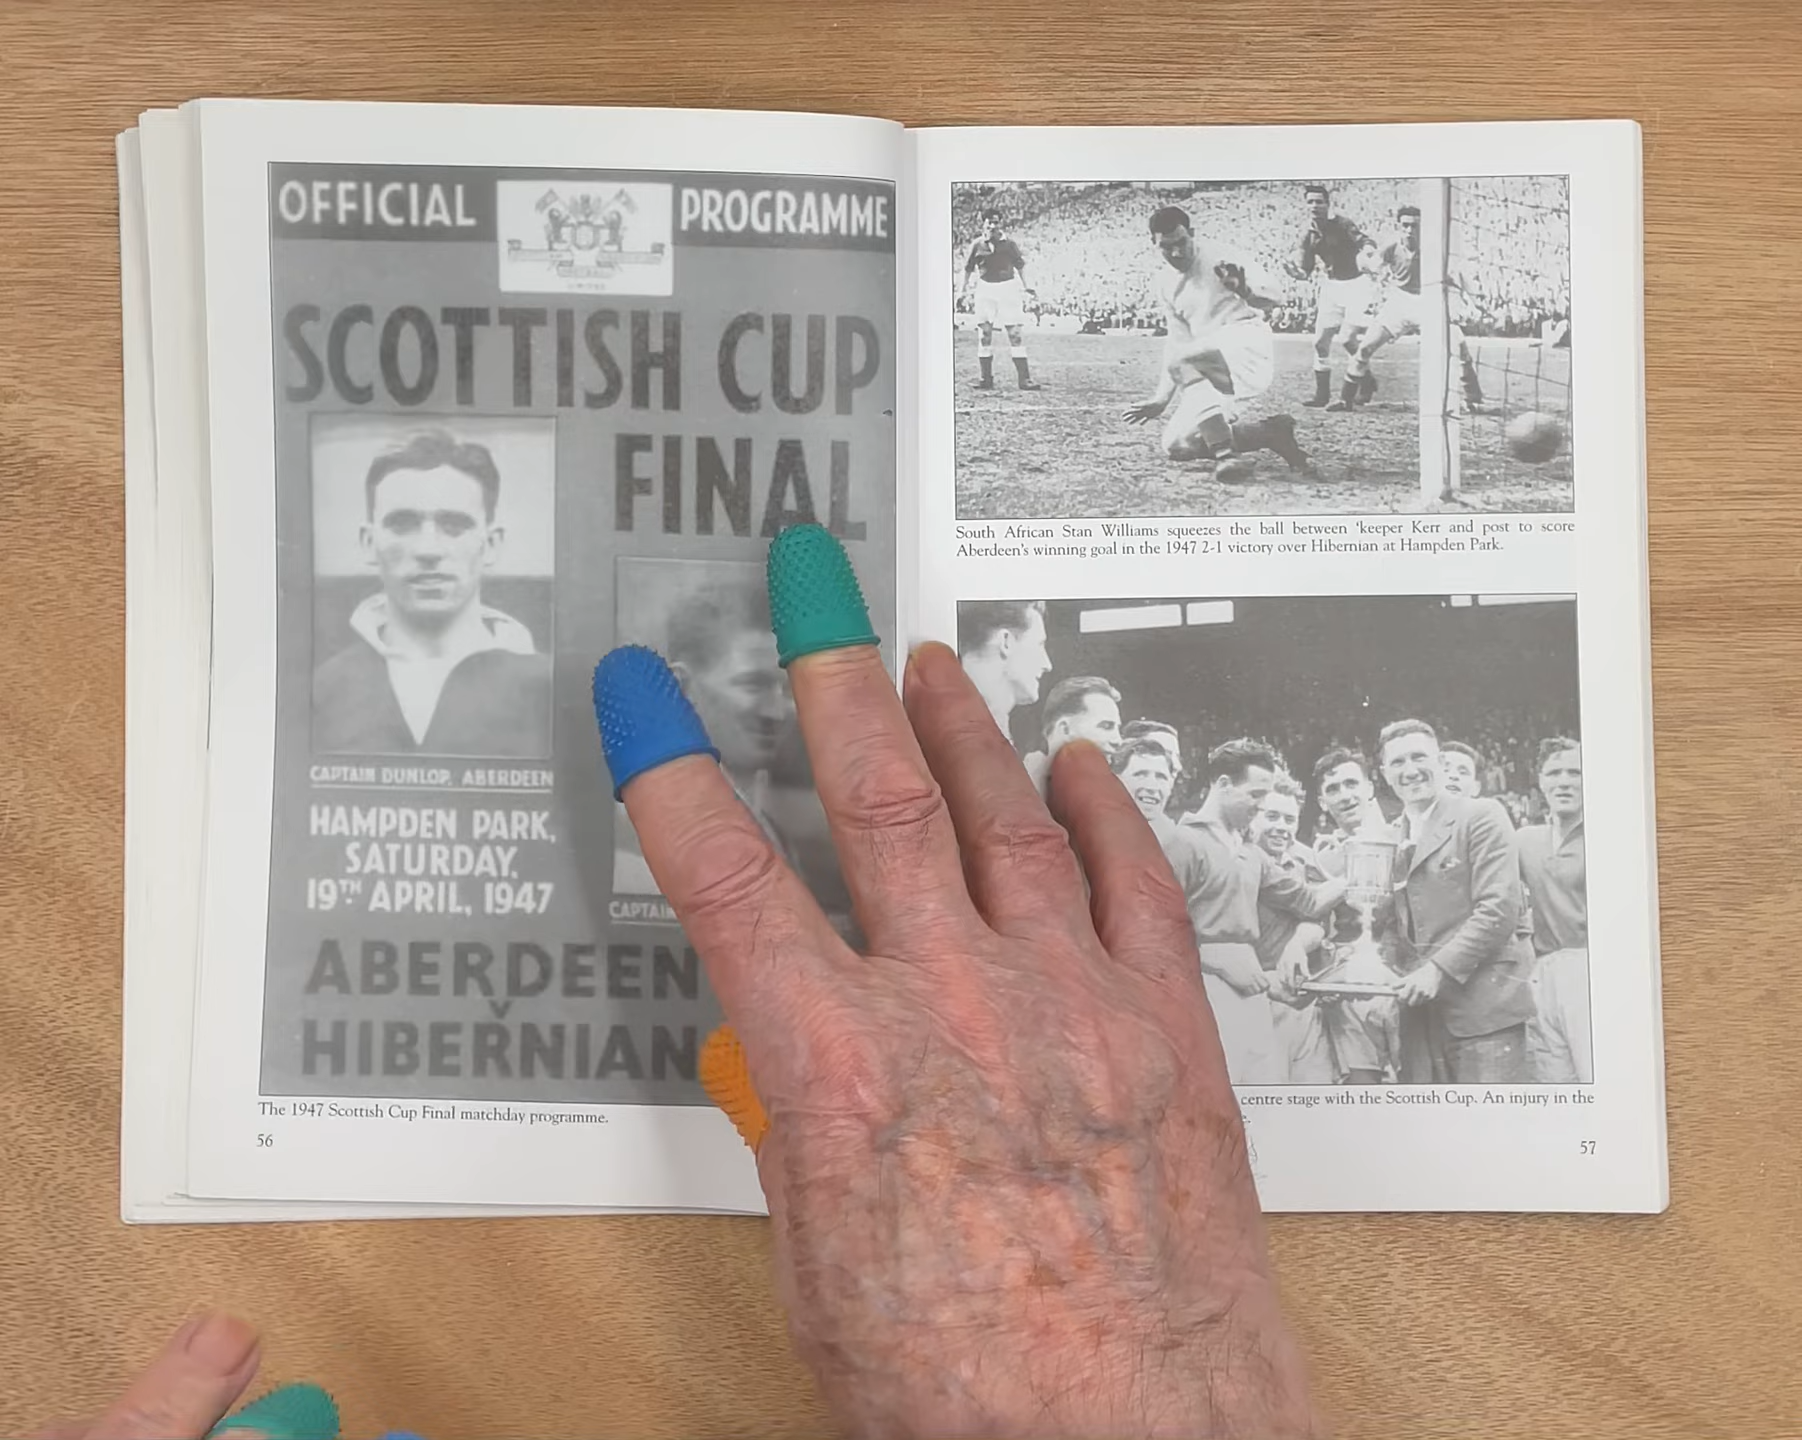 OFFICIAL PROGRAMME
SCOTTISH CUP
FINAL
CAPTAIN DUNLOP, ABERDEEN
HAMPDEN PARK,
SATURDAY,
19TH APRIL, 1947
CAPTAIN
ABERDEEN
V
HIBERNIAN
The 1947 Scottish Cup Final matchday programme.
56
South African Stan Williams squeezes the ball between 'keeper Kerr and post to score
Aberdeen's winning goal in the 1947 2-1 victory over Hibernian at Hampden Park.
centre stage with the Scottish Cup. An injury in the
57